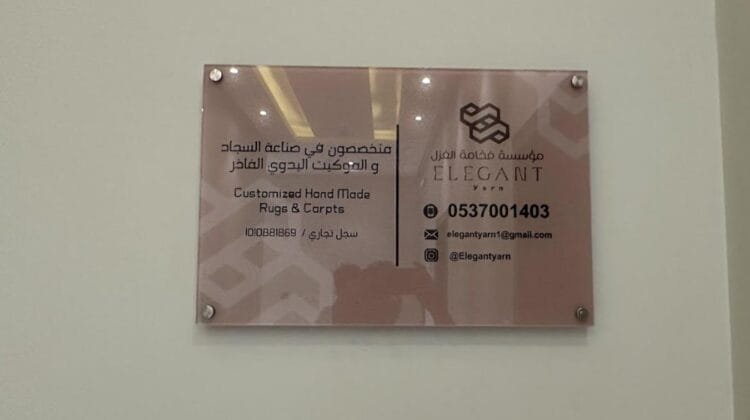 متخصصون في صناعة السجاد
و الموكيت اليدوي الفاخر
Customized Hand Made
Rugs & Carpts
سجل تجاري / 1010881869
مؤسسة فخامة الغزل
ELEGANT
Yarn
0537001403
elegantyarn1@gmail.com
@Elegantyarn